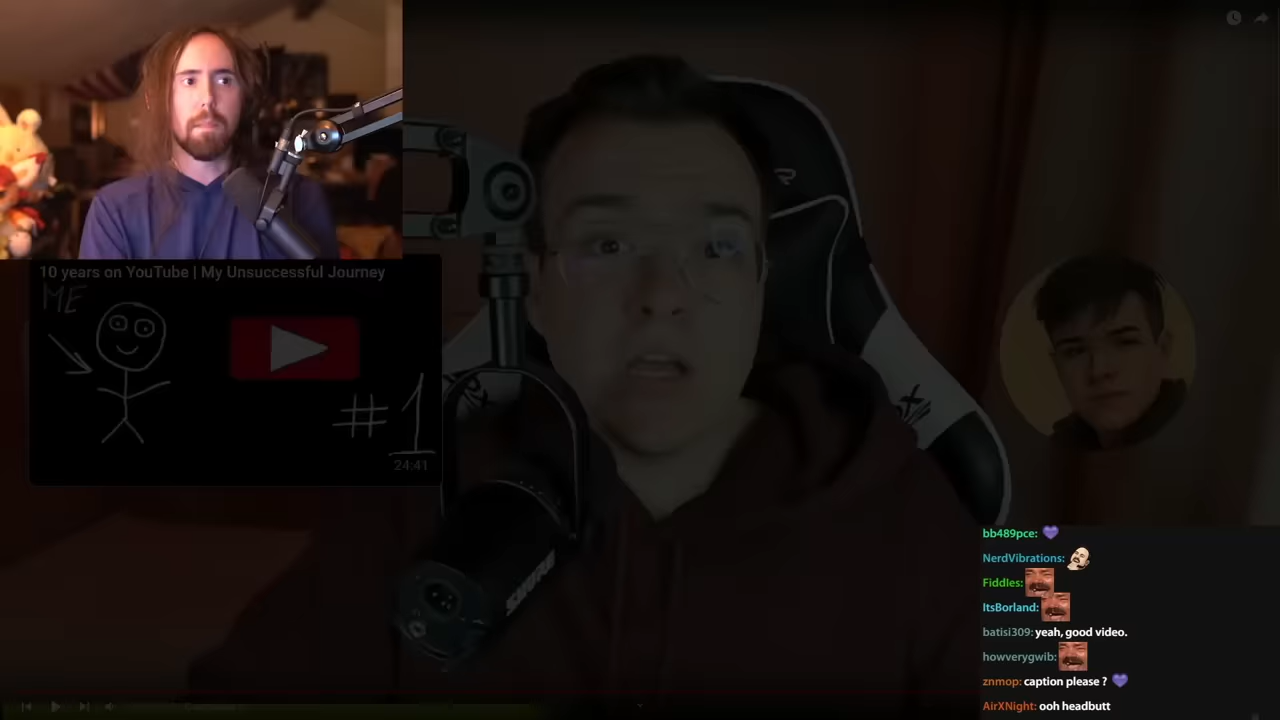 10 years on YouTube | My Unsuccessful Journey
ME
#1
24:41
SHURE
bb489pce:
NerdVibrations:
Fiddles:
ItsBorland:
batisi309: yeah, good video.
howverygwib:
znmop: caption please ?
AirXNight: ooh headbutt